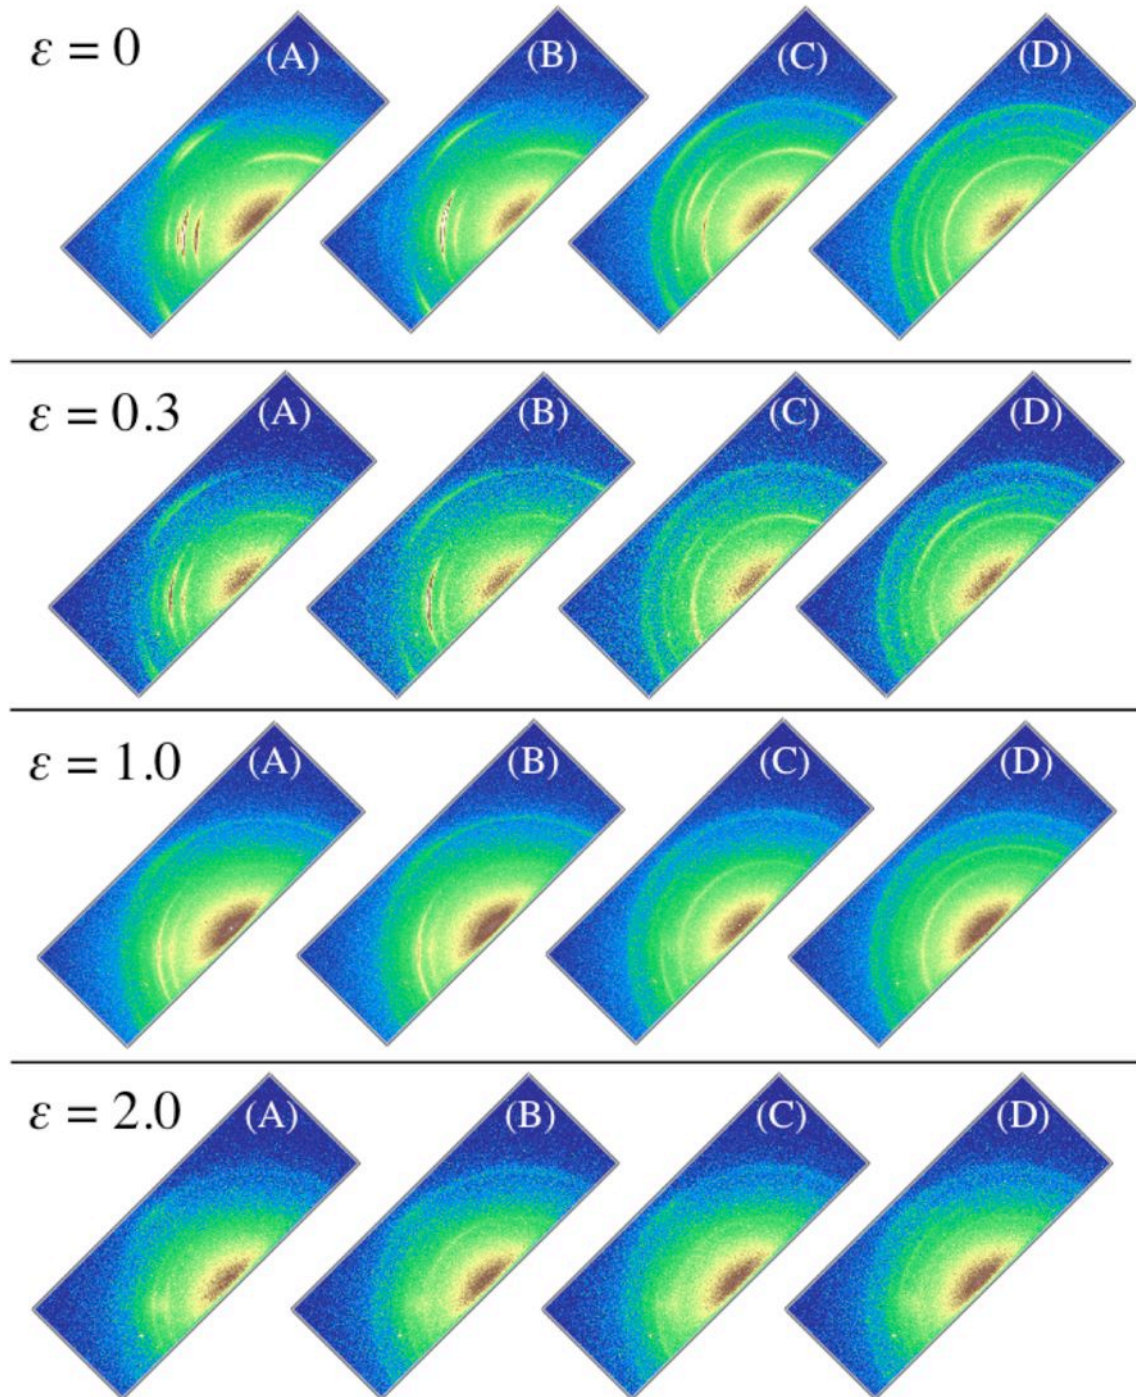 ε = 0 (A) (B) (C) (D)
ε = 0.3 (A) (B) (C) (D)
ε = 1.0 (A) (B) (C) (D)
ε = 2.0 (A) (B) (C) (D)